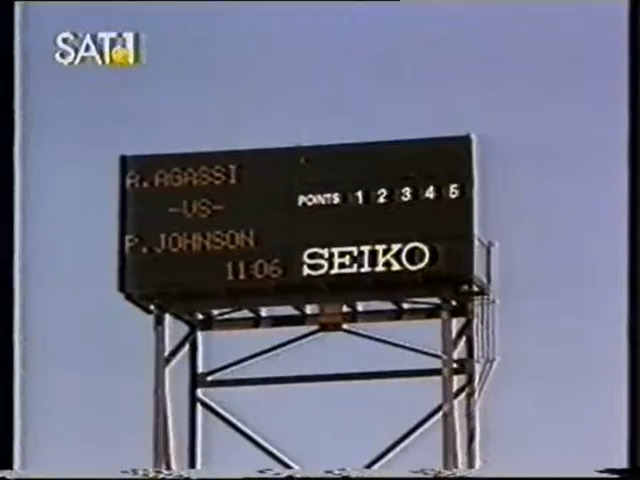 SAT.1
A.AGASSI
-VS-
P.JOHNSON
11:06
POINTS 1 2 3 4 5
SEIKO